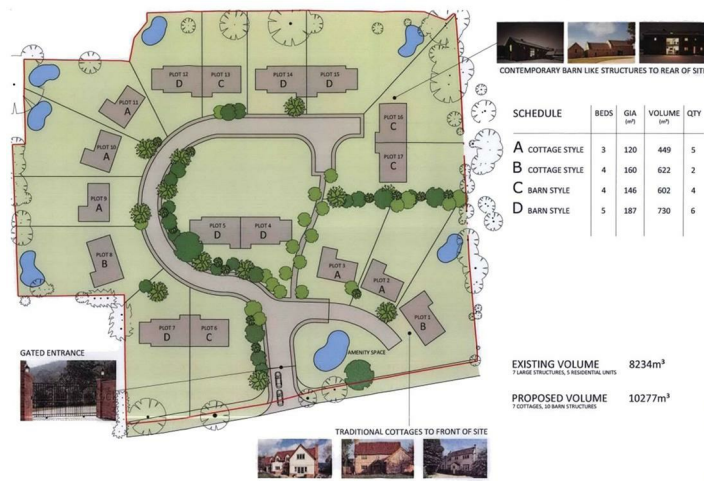 CONTEMPORARY BARN LIKE STRUCTURES TO REAR OF SITE
PLOT 12
D
PLOT 13
C
PLOT 14
D
PLOT 15
D
PLOT 11
A
PLOT 10
A
PLOT 9
A
PLOT 8
B
PLOT 16
C
PLOT 17
C
PLOT 5
D
PLOT 4
D
PLOT 3
A
PLOT 2
A
PLOT 1
B
PLOT 7
D
PLOT 6
C
AMENITY SPACE
GATED ENTRANCE
TRADITIONAL COTTAGES TO FRONT OF SITE
SCHEDULE BEDS GIA (m²) VOLUME (m³) QTY
A COTTAGE STYLE 3 120 449 5
B COTTAGE STYLE 4 160 622 2
C BARN STYLE 4 146 602 4
D BARN STYLE 5 187 730 6
EXISTING VOLUME 8234m³
7 LARGE STRUCTURES, 5 RESIDENTIAL UNITS
PROPOSED VOLUME 10277m³
7 COTTAGES, 10 BARN STRUCTURES